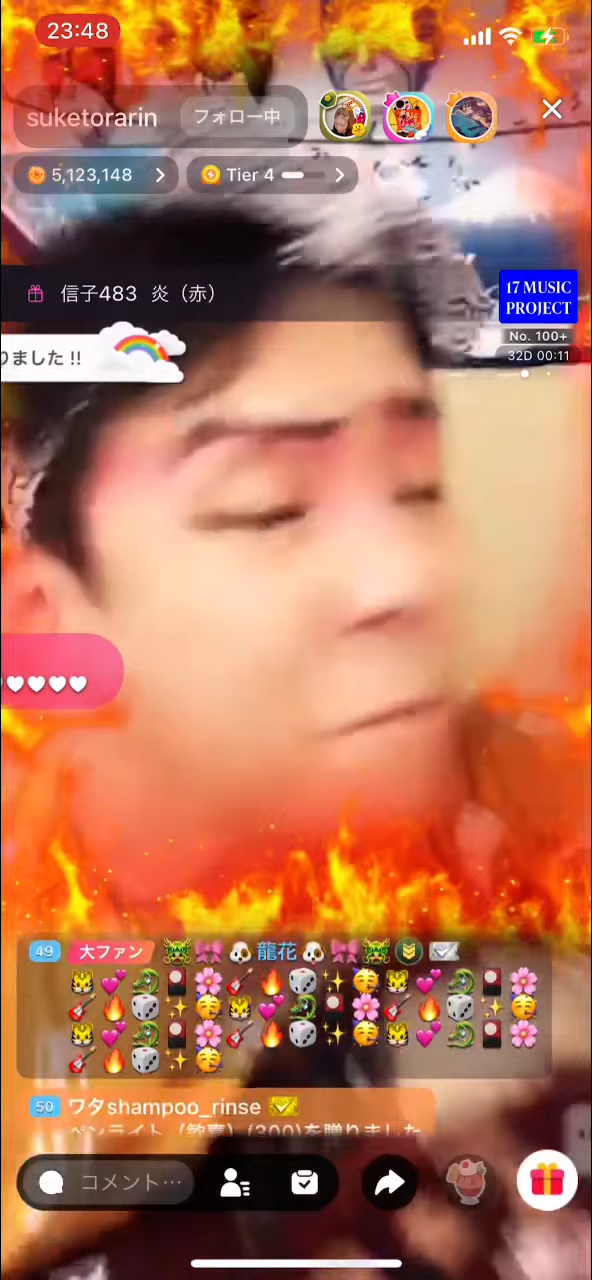 23:48
suketorarin フォロー中
5,123,148 Tier 4
信子483 炎（赤）
17 MUSIC
PROJECT
No. 100+
32D 00:11
りました !!
49 大ファン 龍花
50 ワタshampoo_rinse
ペンライト（歓喜）(300)を贈りました
コメント…